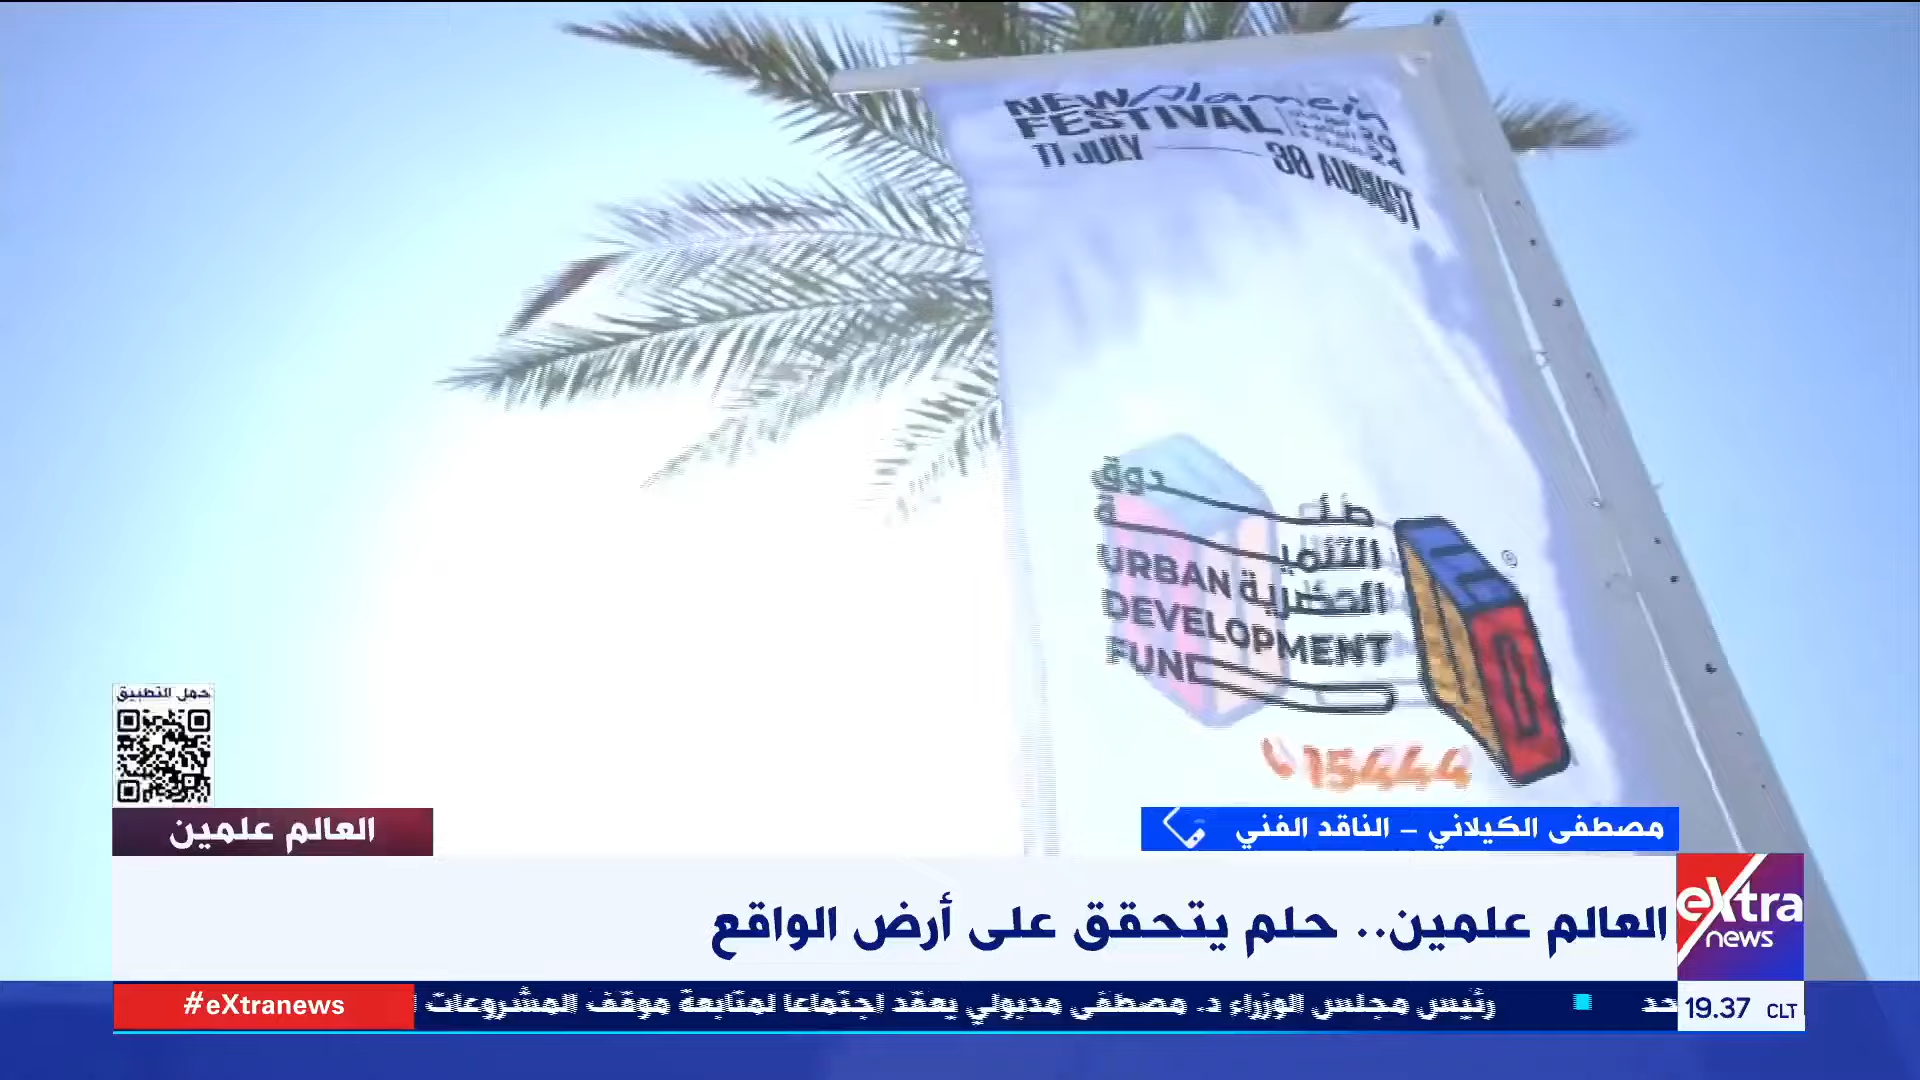 NEW Alamein
FESTIVAL
11 JULY
30 AUGUST
صندوق
التنمية
الحضرية
URBAN
DEVELOPMENT
FUND
15444
حمل التطبيق
العالم علمين
مصطفى الكيلاني – الناقد الفني
العالم علمين.. حلم يتحقق على أرض الواقع
eXtra
news
#eXtranews
حد
رئيس مجلس الوزراء د. مصطفى مدبولي يعقد اجتماعا لمتابعة موقف المشروعات ا
19.37 CLT